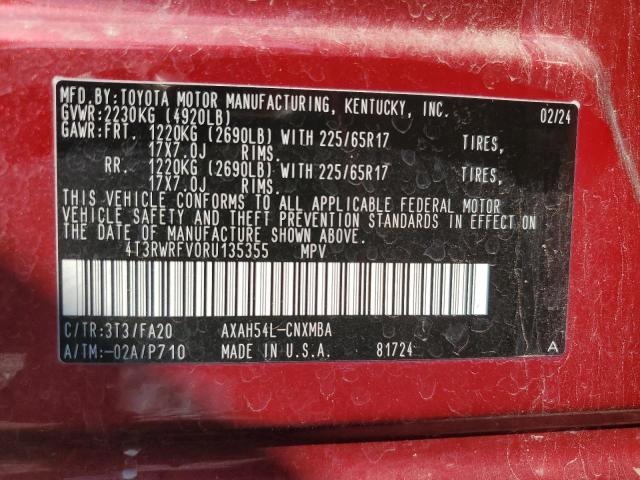 MFD.BY:TOYOTA MOTOR MANUFACTURING, KENTUCKY, INC. 02/24
GVWR:2230KG (4920LB)
GAWR:FRT. 1220KG (2690LB) WITH 225/65R17 TIRES,
17X7.0J RIMS.
RR. 1220KG (2690LB) WITH 225/65R17 TIRES,
17X7.0J RIMS.
THIS VEHICLE CONFORMS TO ALL APPLICABLE FEDERAL MOTOR
VEHICLE SAFETY AND THEFT PREVENTION STANDARDS IN EFFECT ON
THE DATE OF MANUFACTURE SHOWN ABOVE.
4T3RWRFV0RU135355 MPV
C/TR:3T3/FA20 AXAH54L-CNXMBA
A/TM:-02A/P710 MADE IN U.S.A. 81724 A